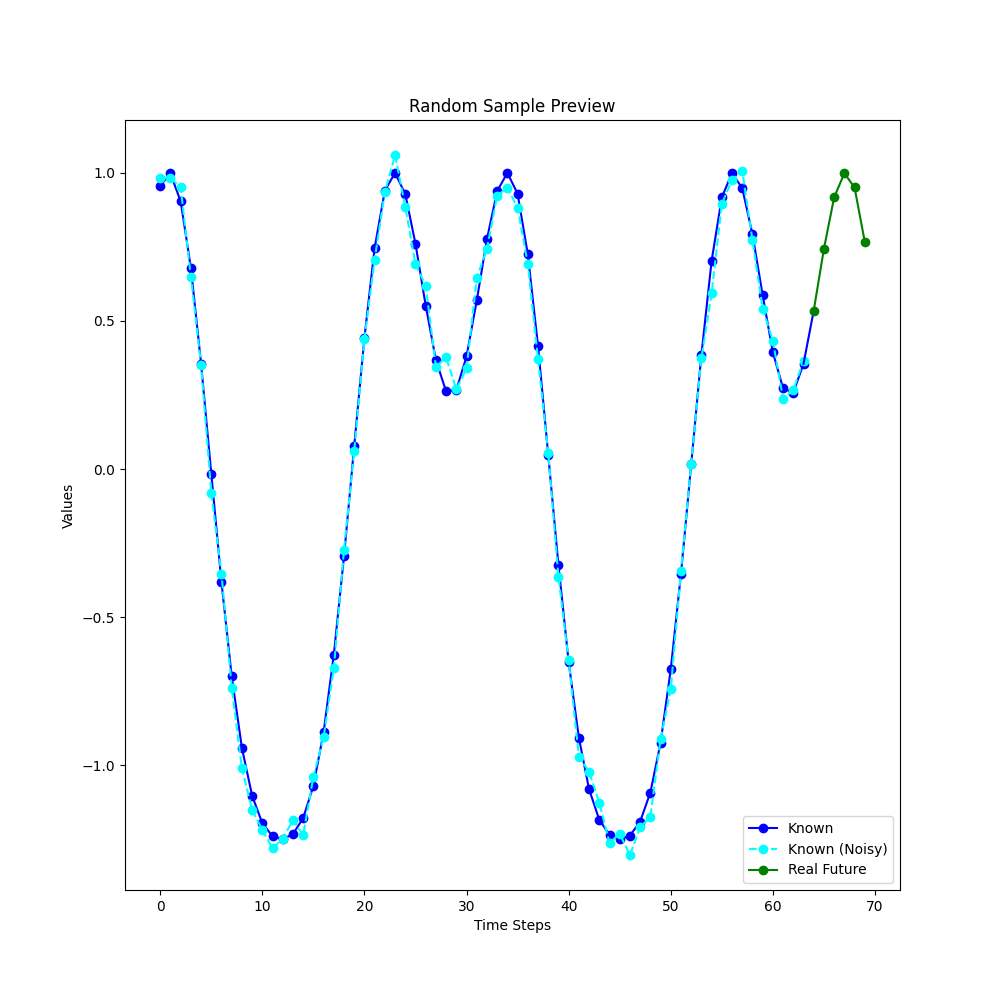 Random Sample Preview
Values
1.0
0.5
0.0
−0.5
−1.0
0 10 20 30 40 50 60 70
Time Steps
Known
Known (Noisy)
Real Future